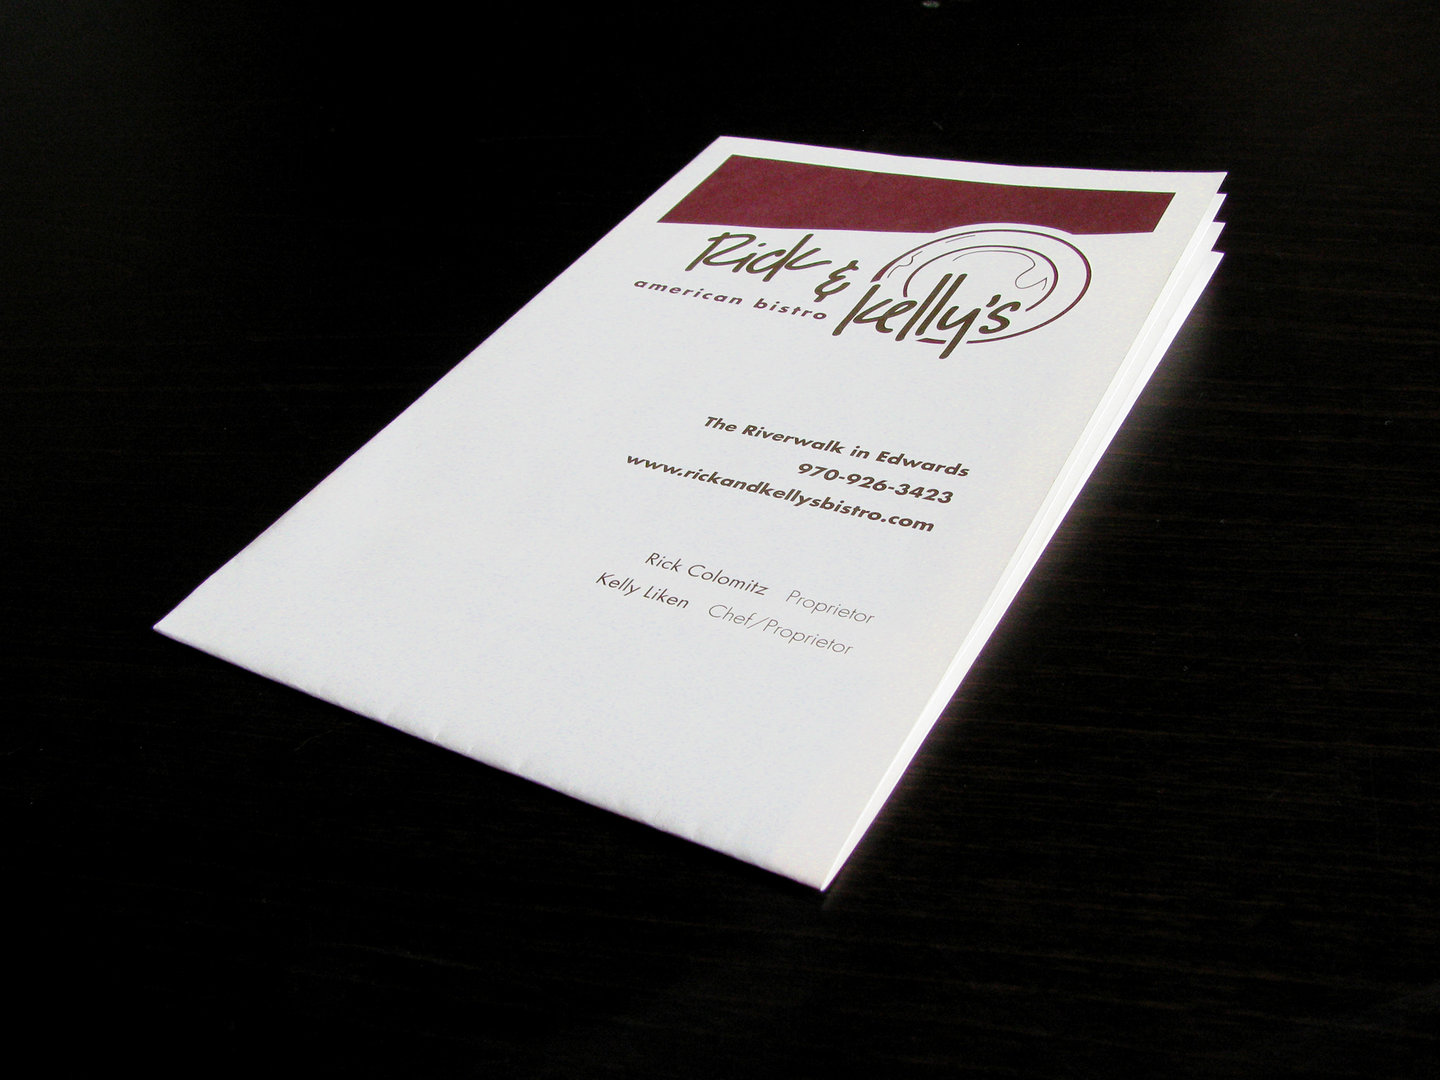 Rick & Kelly's
american bistro
The Riverwalk in Edwards
970-926-3423
www.rickandkellysbistro.com
Rick Colomitz Proprietor
Kelly Liken Chef/Proprietor